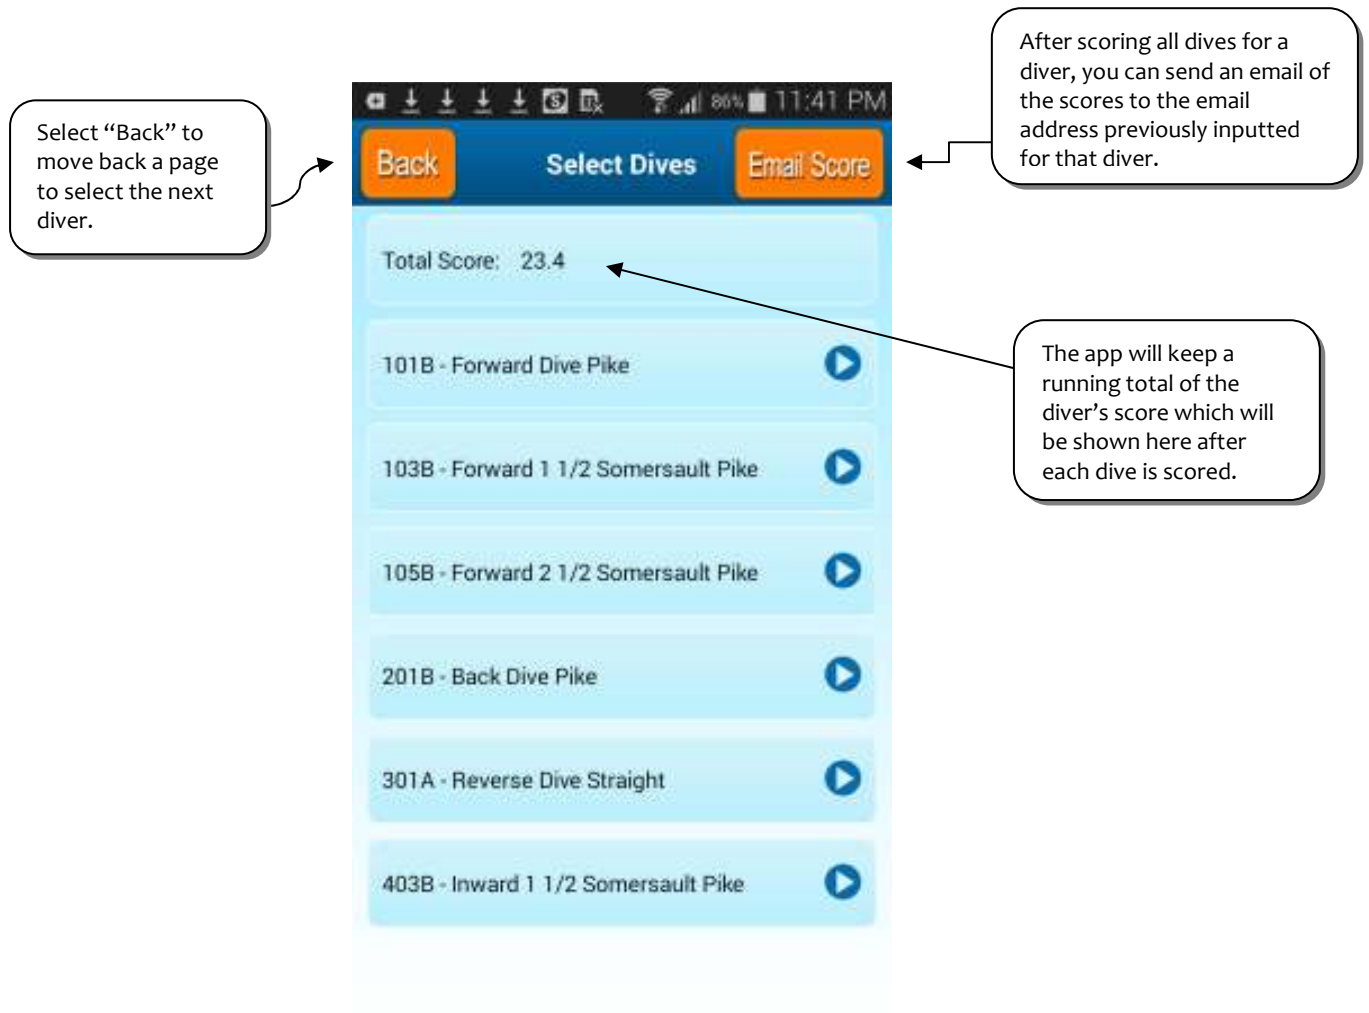 After scoring all dives for a
diver, you can send an email of
the scores to the email
address previously inputted
for that diver.
Select “Back” to
move back a page
to select the next
diver.
86% 11:41 PM
Back
Select Dives
Email Score
Total Score: 23.4
The app will keep a
running total of the
diver’s score which will
be shown here after
each dive is scored.
101B - Forward Dive Pike
103B - Forward 1 1/2 Somersault Pike
105B - Forward 2 1/2 Somersault Pike
201B - Back Dive Pike
301A - Reverse Dive Straight
403B - Inward 1 1/2 Somersault Pike